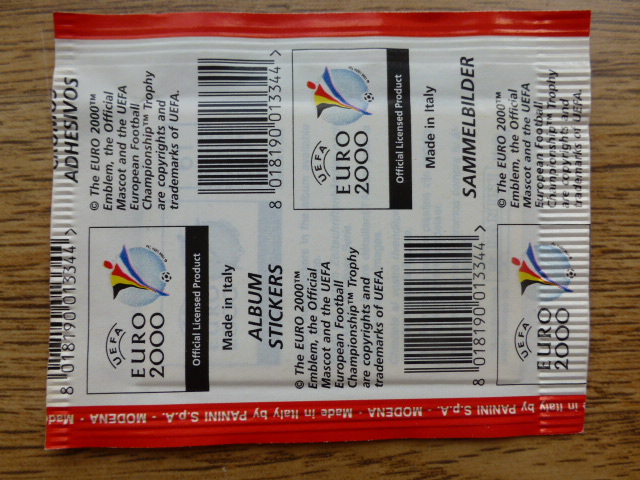 CROMOS
ADHESIVOS
© The EURO 2000™
Emblem, the Official
Mascot and the UEFA
European Football
Championship™ Trophy
are copyrights and
trademarks of UEFA.
8 018190 013344 >
UEFA
EURO
2000
Official Licensed Product
Made in Italy
SAMMELBILDER
© The EURO 2000™
Emblem, the Official
Mascot and the UEFA
European Football
Championship™ Trophy
are copyrights and
trademarks of UEFA.
8 018190 013344 >
UEFA
EURO
2000
Official Licensed Product
Made in Italy
ALBUM
STICKERS
© The EURO 2000™
Emblem, the Official
Mascot and the UEFA
European Football
Championship™ Trophy
are copyrights and
trademarks of UEFA.
8 018190 013344 >
UEFA
EURO
2000
e in Italy by PANINI S.p.A. - MODENA - Made in Italy by PANINI S.p.A. - MODENA - Made